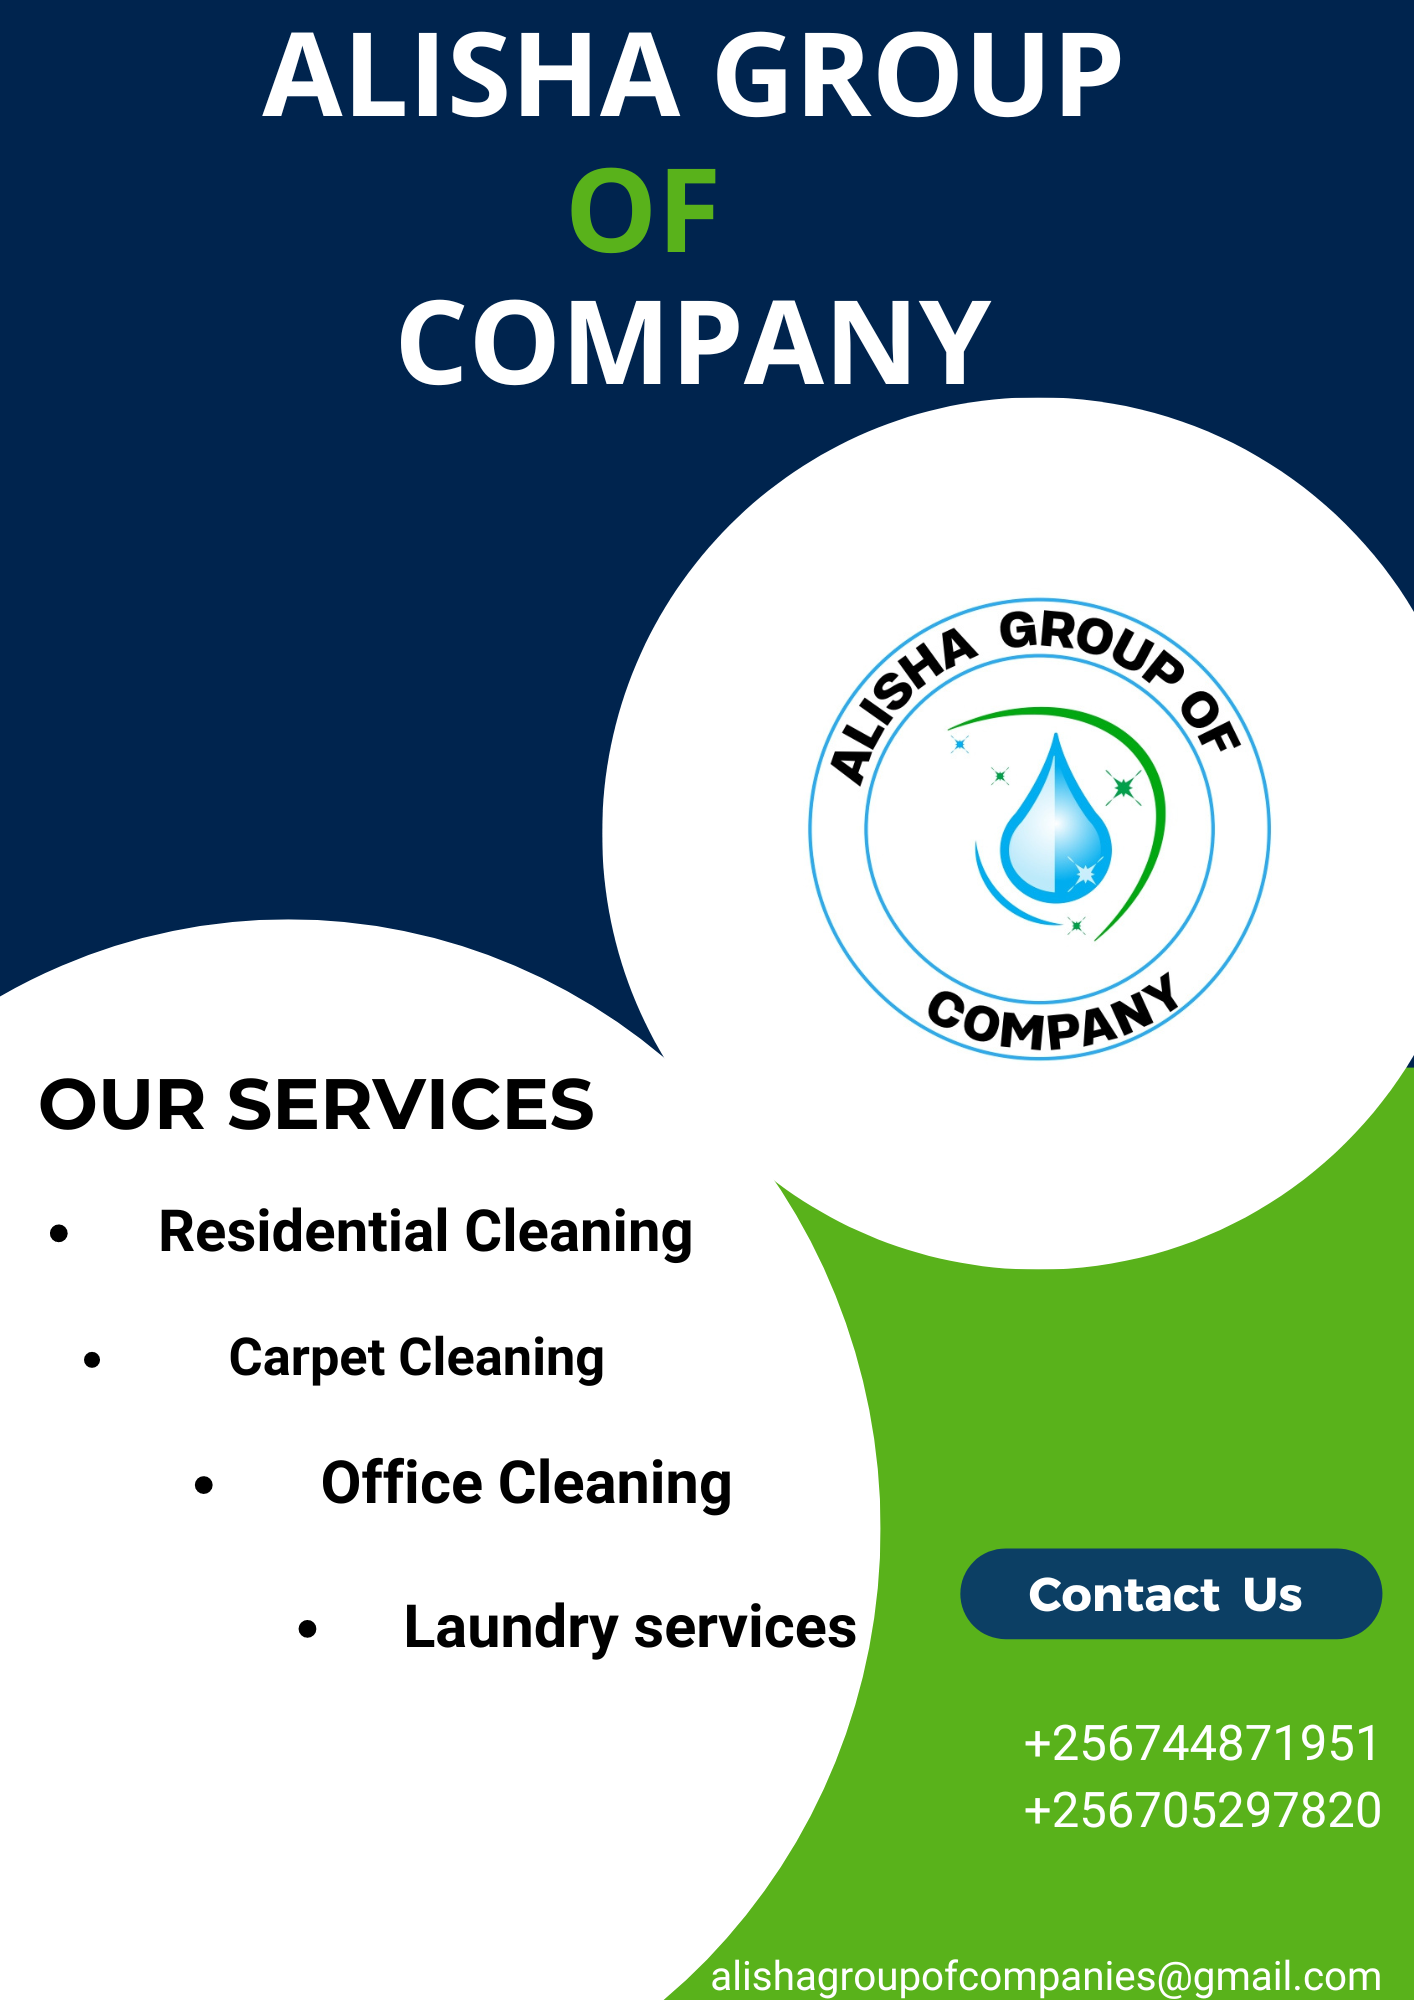 ALISHA GROUP
OF
COMPANY
ALISHA GROUP OF
COMPANY
OUR SERVICES
• Residential Cleaning
• Carpet Cleaning
• Office Cleaning
• Laundry services
Contact Us
+256744871951
+256705297820
alishagroupofcompanies@gmail.com